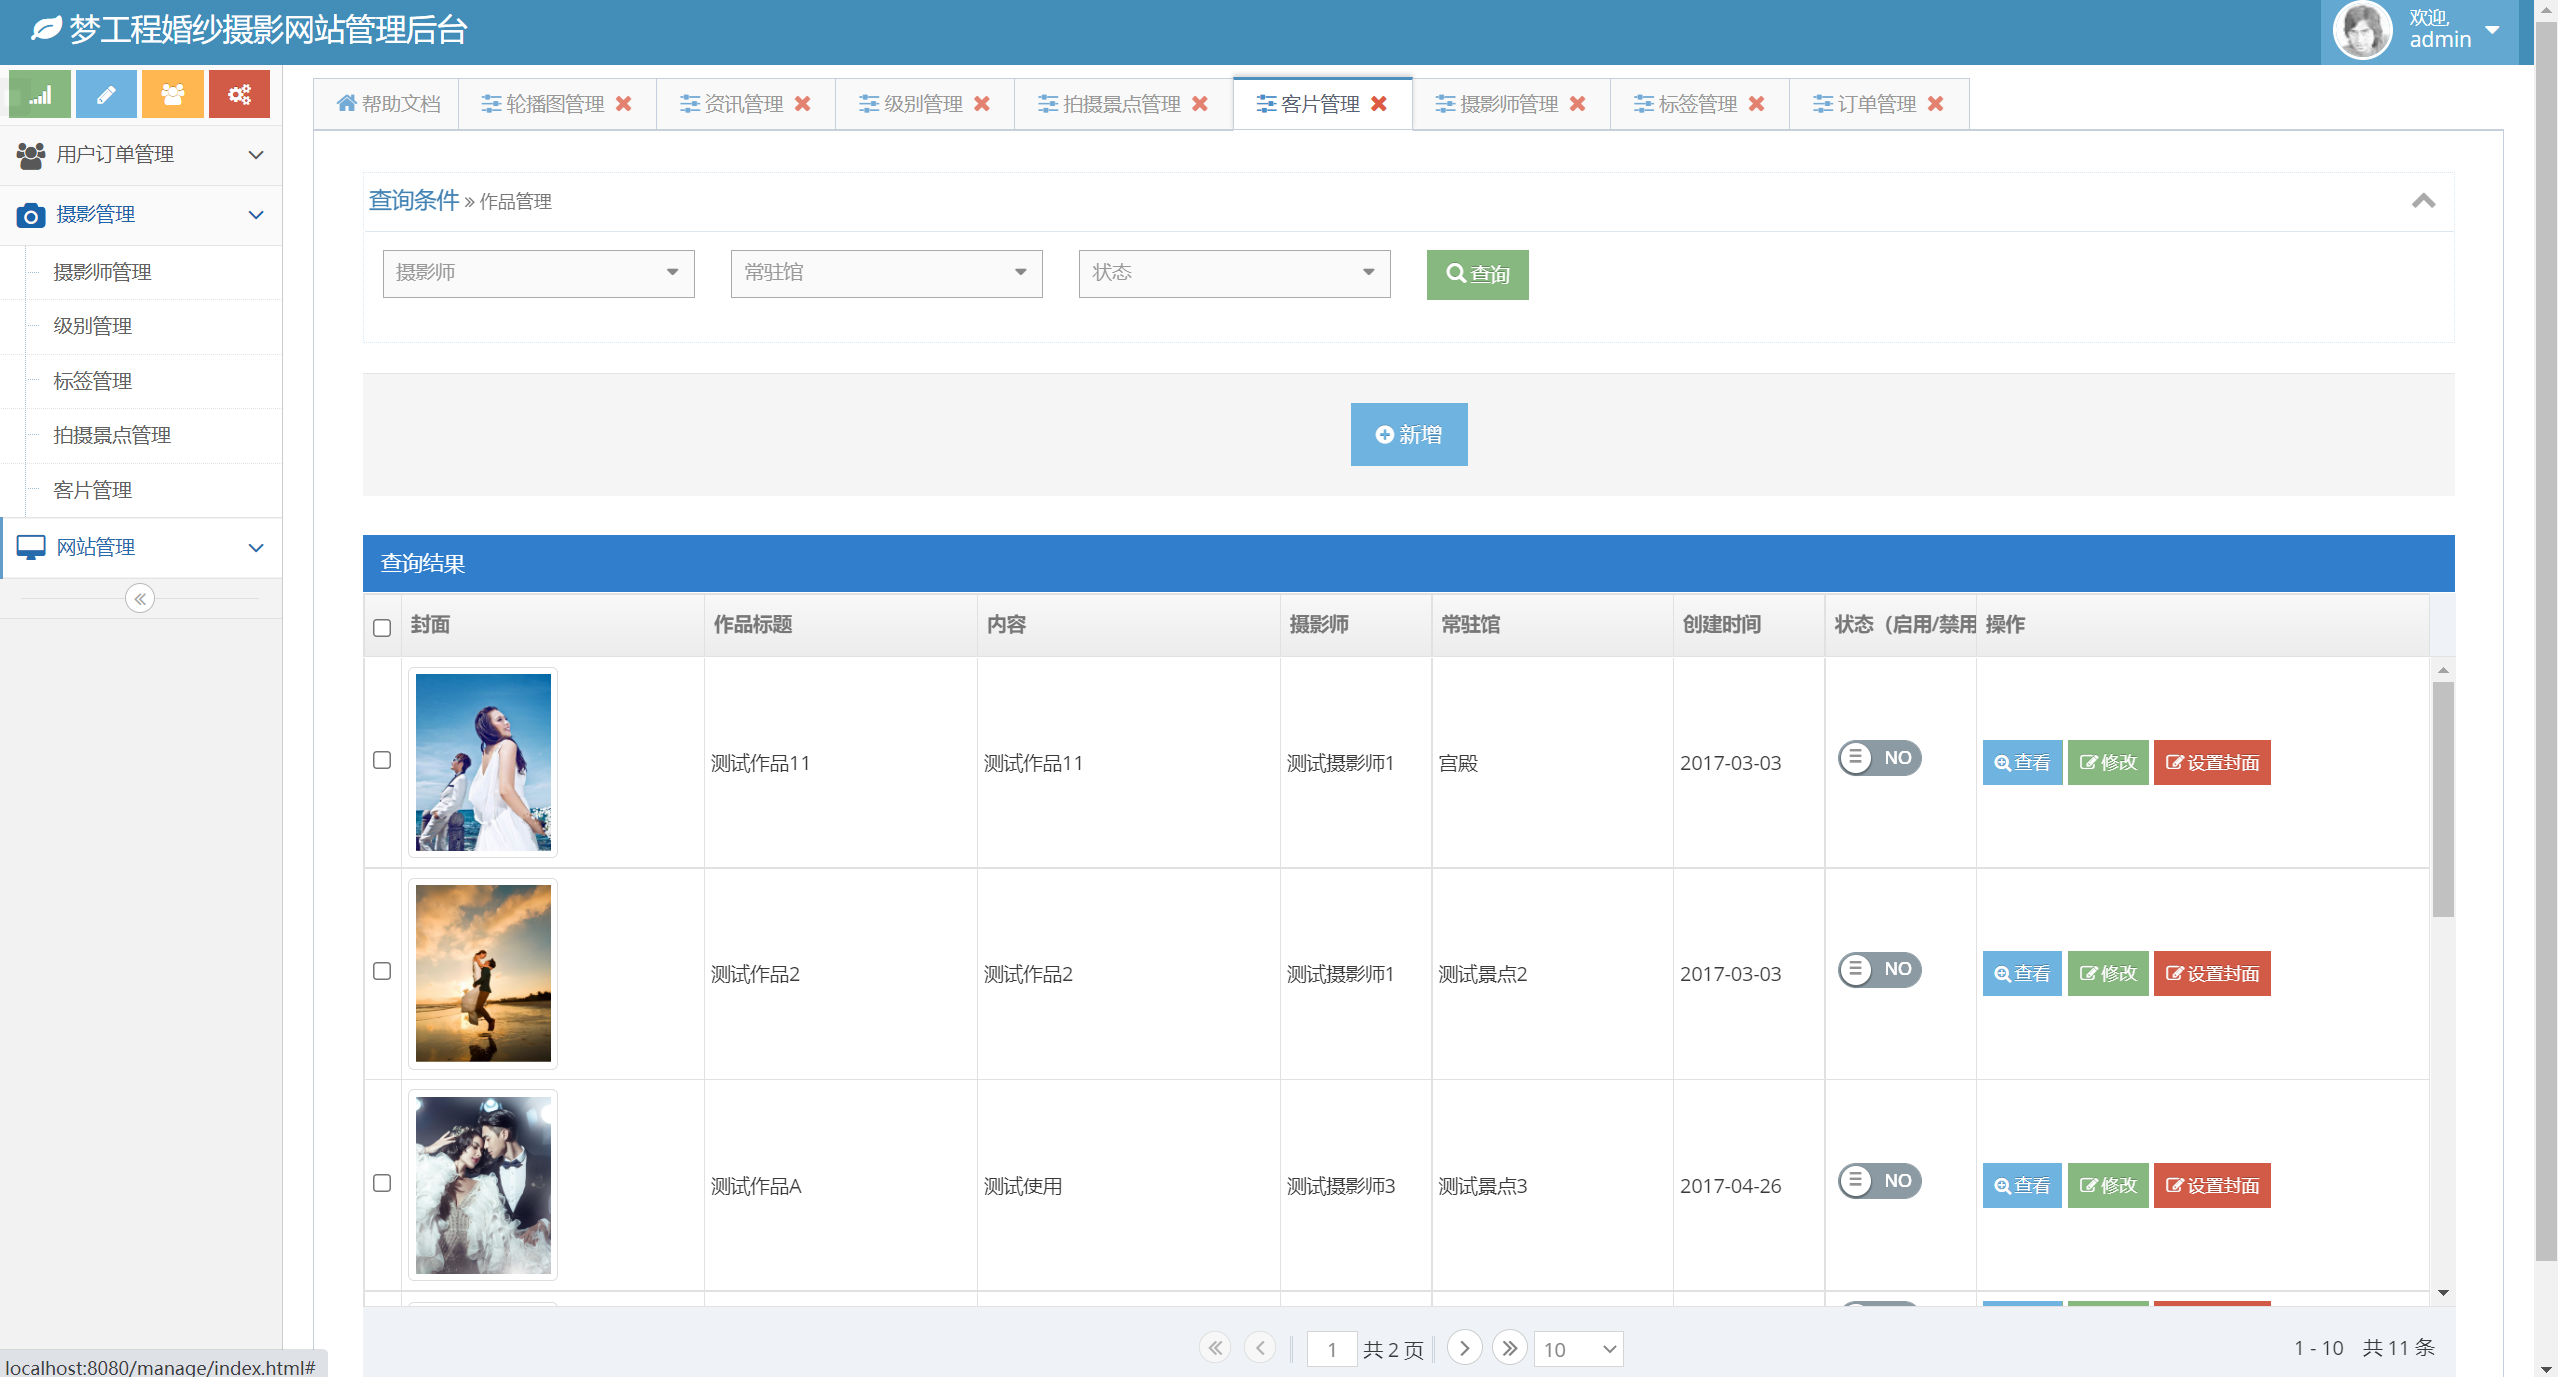 梦工程婚纱摄影网站管理后台
欢迎,
admin
帮助文档 轮播图管理 资讯管理 级别管理 拍摄景点管理 客片管理 摄影师管理 标签管理 订单管理
用户订单管理
摄影管理
摄影师管理
级别管理
标签管理
拍摄景点管理
客片管理
网站管理
查询条件 » 作品管理
摄影师 常驻馆 状态 查询
新增
查询结果
封面 作品标题 内容 摄影师 常驻馆 创建时间 状态（启用/禁用 操作
测试作品11 测试作品11 测试摄影师1 宫殿 2017-03-03 NO 查看 修改 设置封面
测试作品2 测试作品2 测试摄影师1 测试景点2 2017-03-03 NO 查看 修改 设置封面
测试作品A 测试使用 测试摄影师3 测试景点3 2017-04-26 NO 查看 修改 设置封面
1 共 2 页 10 1 - 10 共 11 条
localhost:8080/manage/index.html#